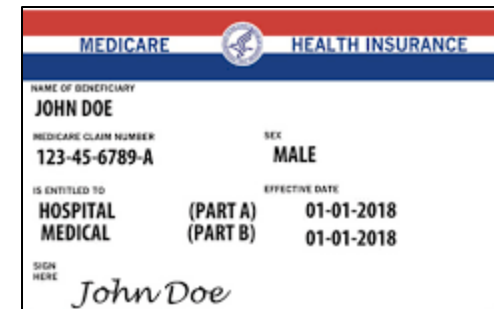 MEDICARE HEALTH INSURANCE
NAME OF BENEFICIARY
JOHN DOE
MEDICARE CLAIM NUMBER SEX
123-45-6789-A MALE
IS ENTITLED TO EFFECTIVE DATE
HOSPITAL (PART A) 01-01-2018
MEDICAL (PART B) 01-01-2018
SIGN
HERE
John Doe